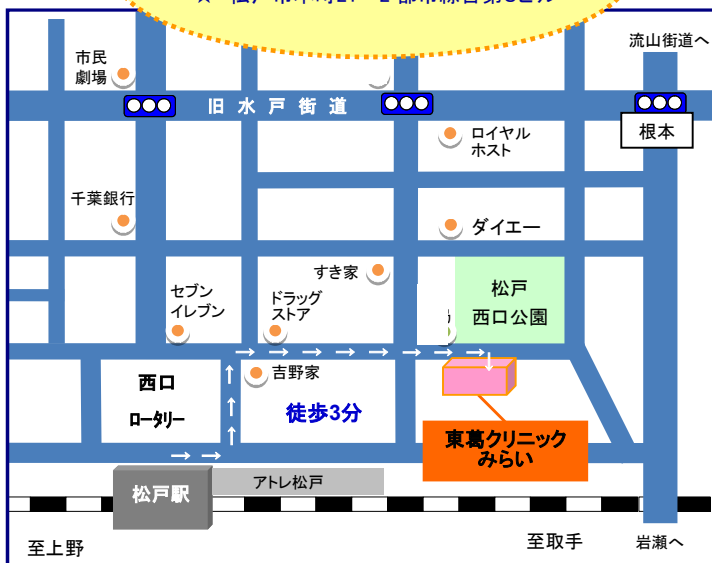 流山街道へ
市民
劇場
旧水戸街道
根本
ロイヤル
ホスト
千葉銀行
ダイエー
すき家
松戸
西口公園
セブン
イレブン
ドラッグ
ストア
西口
ロータリー
吉野家
徒歩3分
東葛クリニック
みらい
アトレ松戸
松戸駅
至上野
至取手
岩瀬へ